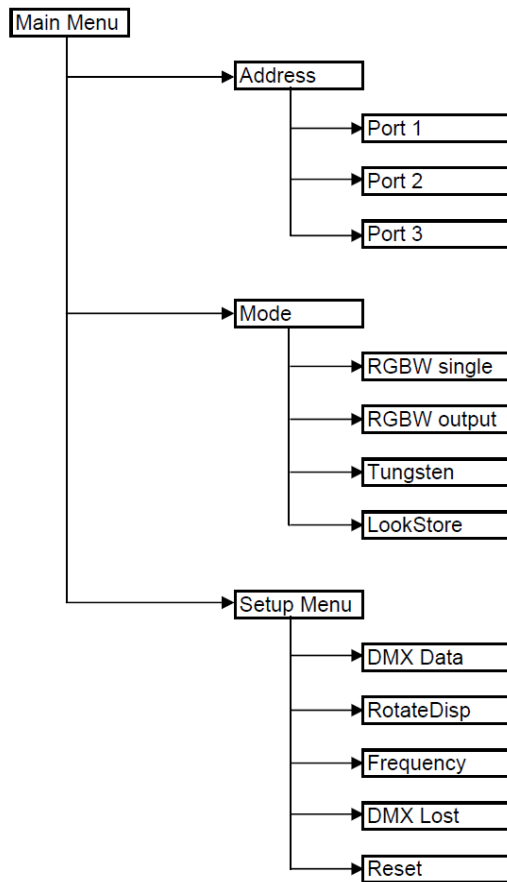 Main Menu
Address
Port 1
Port 2
Port 3
Mode
RGBW single
RGBW output
Tungsten
LookStore
Setup Menu
DMX Data
RotateDisp
Frequency
DMX Lost
Reset